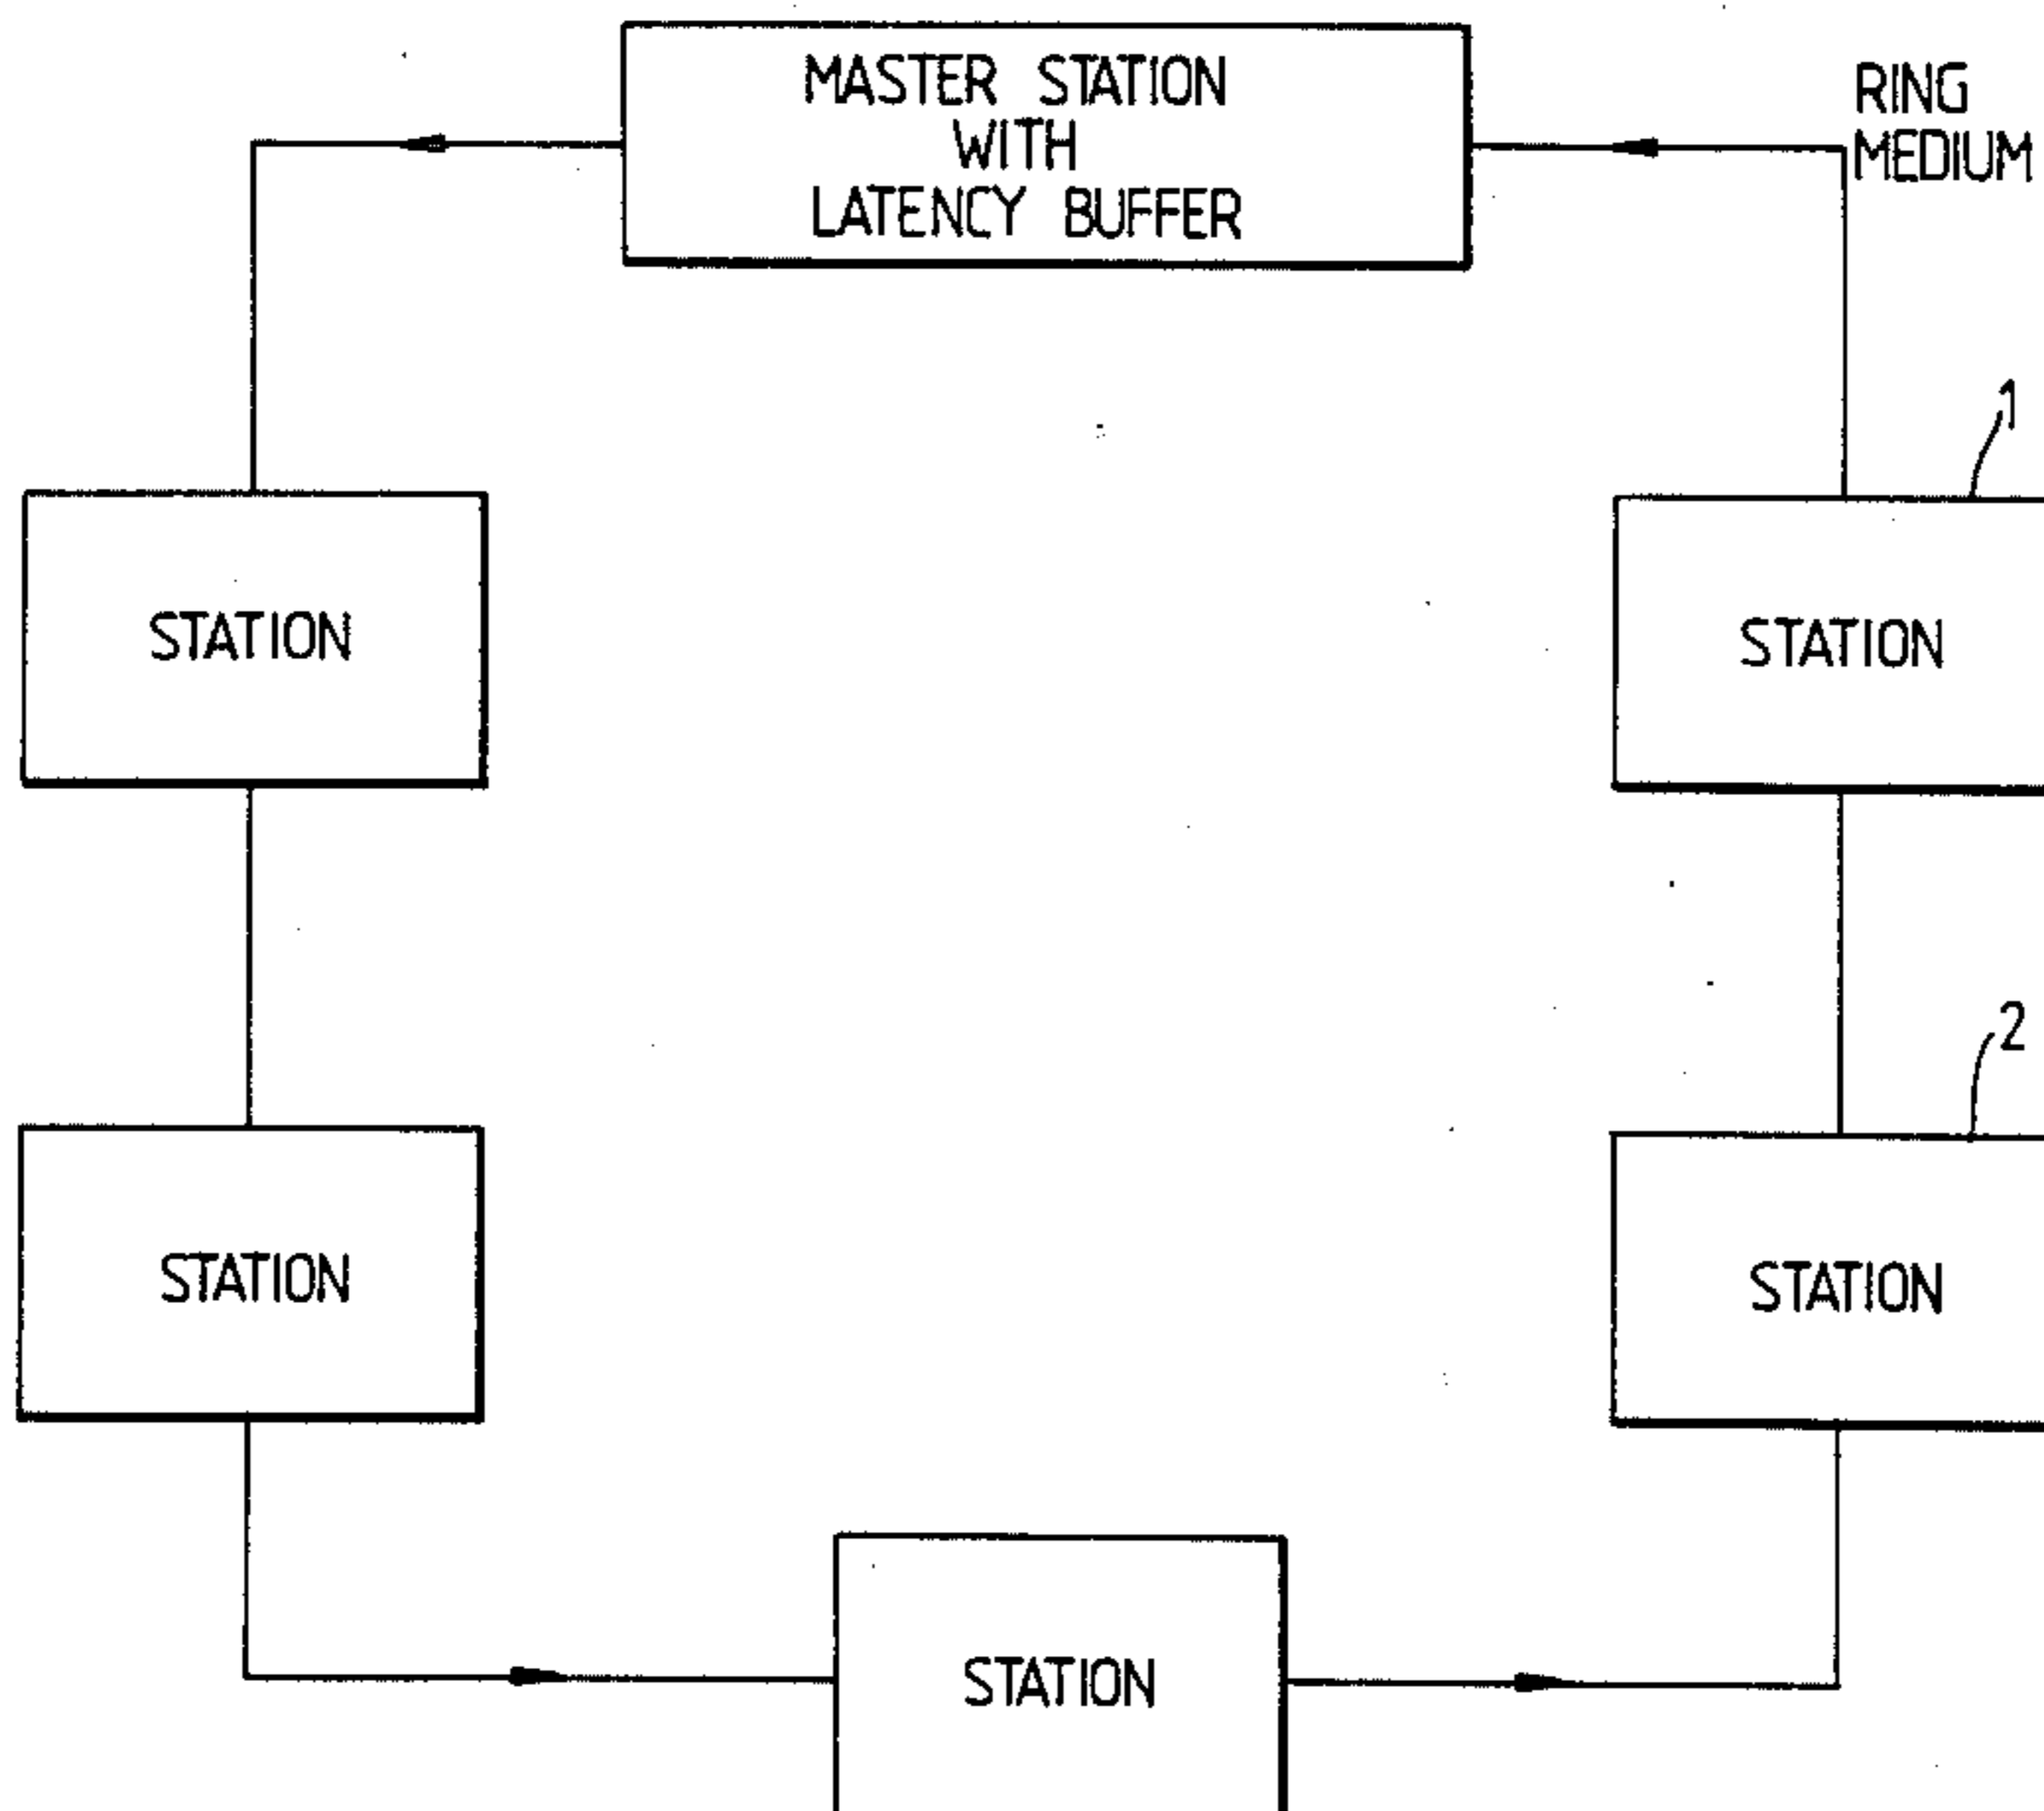 MASTER STATION
WITH
LATENCY BUFFER
RING
MEDIUM
1
STATION
STATION
2
STATION
STATION
STATION